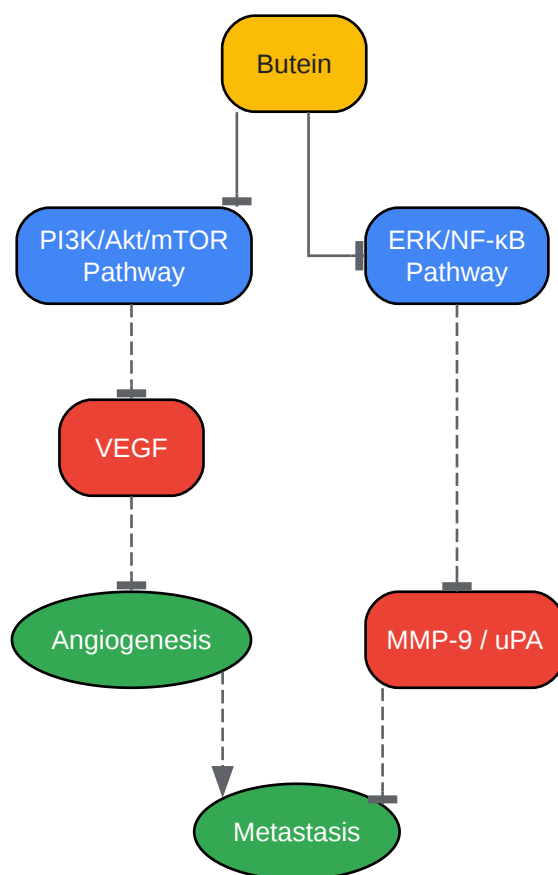 Butein
PI3K/Akt/mTOR
Pathway
ERK/NF-κB
Pathway
VEGF
Angiogenesis
MMP-9 / uPA
Metastasis